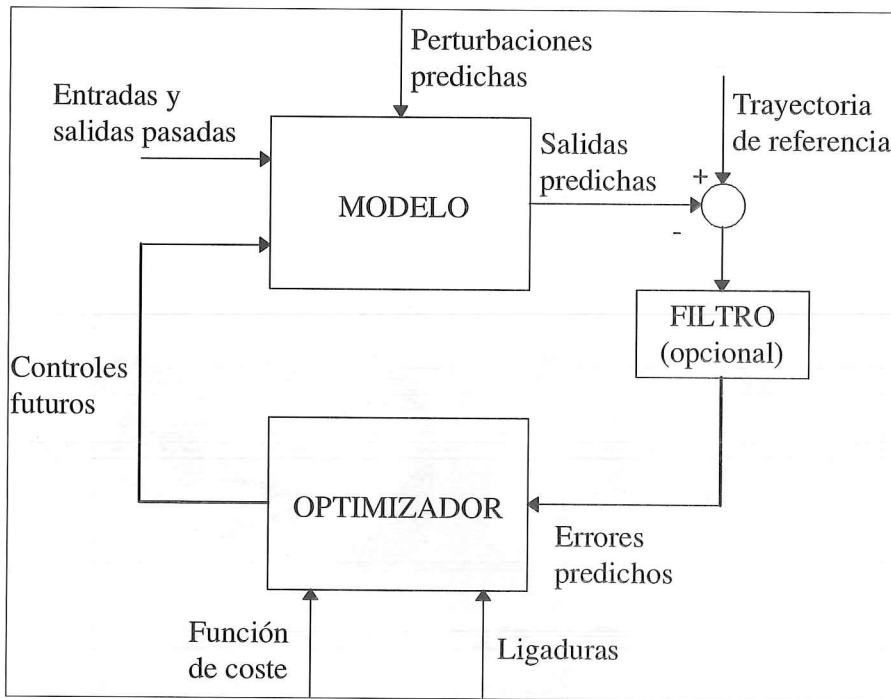 Perturbaciones
predichas
Entradas y
salidas pasadas
Trayectoria
de referencia
Salidas
predichas
MODELO
+
-
FILTRO
(opcional)
Controles
futuros
OPTIMIZADOR
Errores
predichos
Función
de coste
Ligaduras